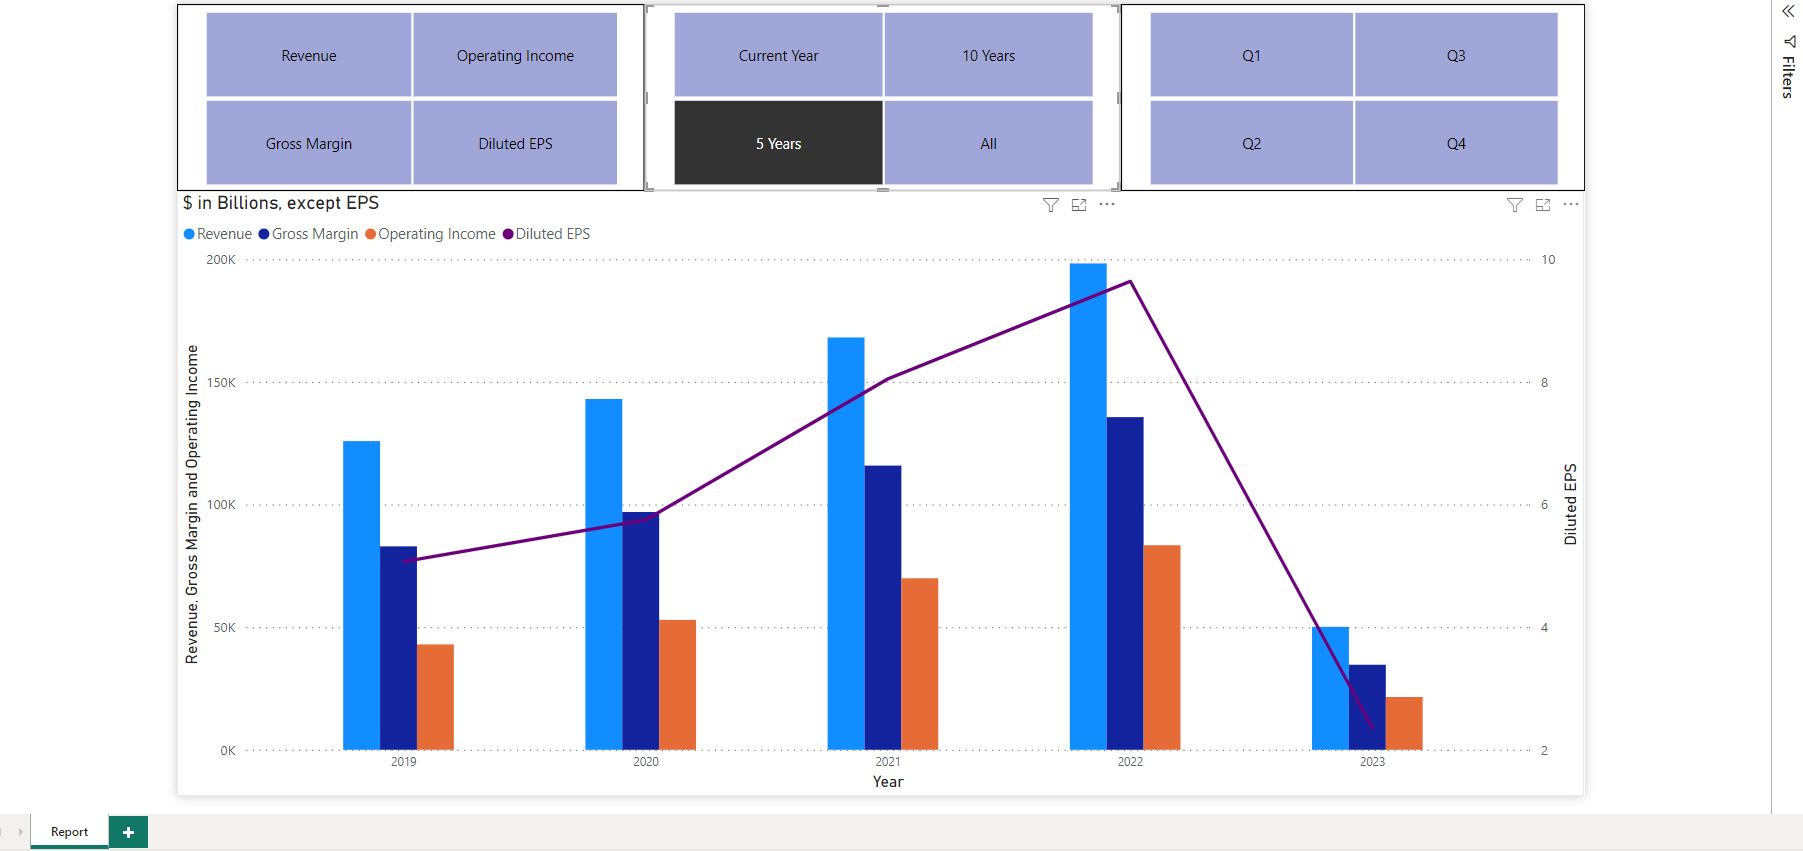 Revenue Operating Income Current Year 10 Years Q1 Q3
Gross Margin Diluted EPS 5 Years All Q2 Q4
Filters
$ in Billions, except EPS
Revenue Gross Margin Operating Income Diluted EPS
Revenue, Gross Margin and Operating Income
200K 10
150K 8
100K 6
50K 4
0K 2
Diluted EPS
2019 2020 2021 2022 2023
Year
Report